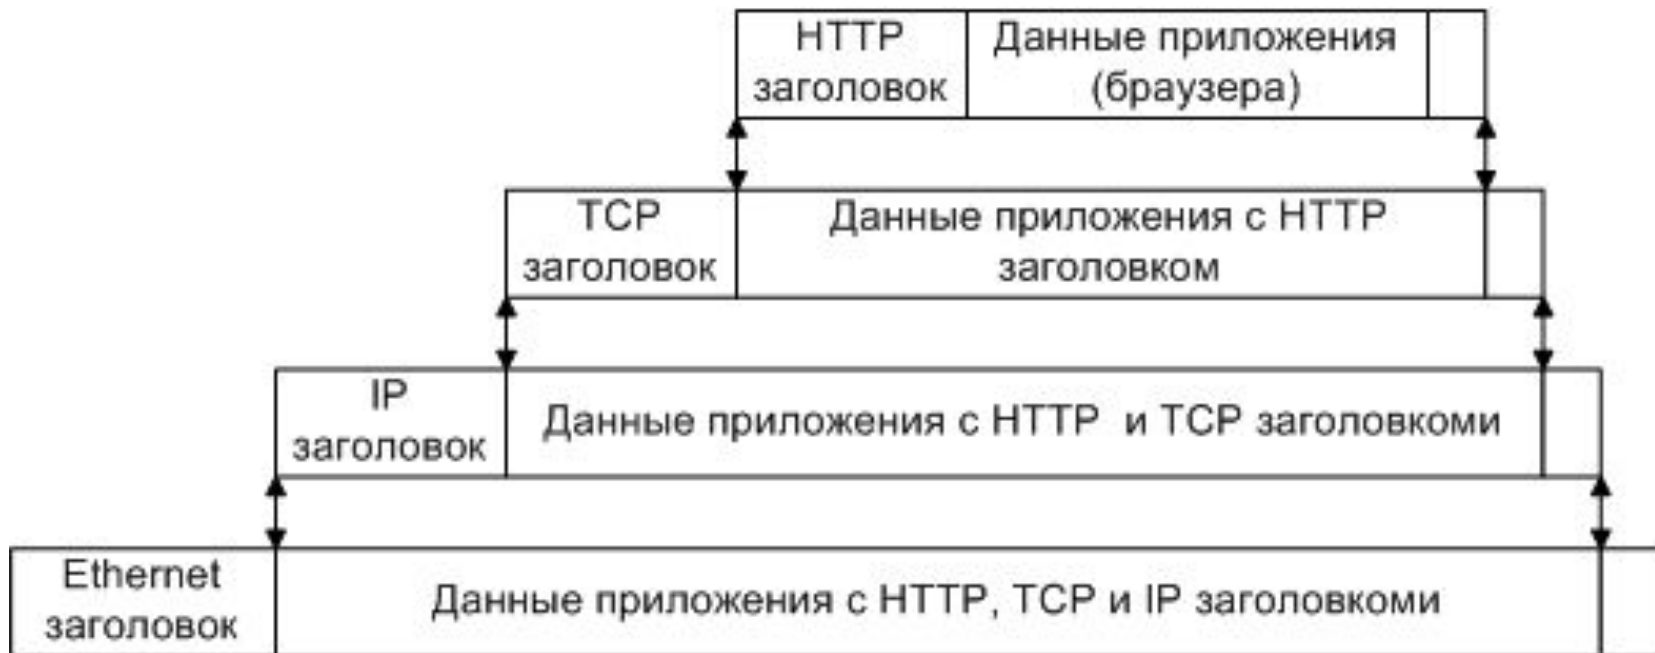 HTTP
заголовок
Данные приложения
(браузера)
TCP
заголовок
Данные приложения с HTTP
заголовком
IP
заголовок
Данные приложения с HTTP и TCP заголовкоми
Ethernet
заголовок
Данные приложения с HTTP, TCP и IP заголовкоми